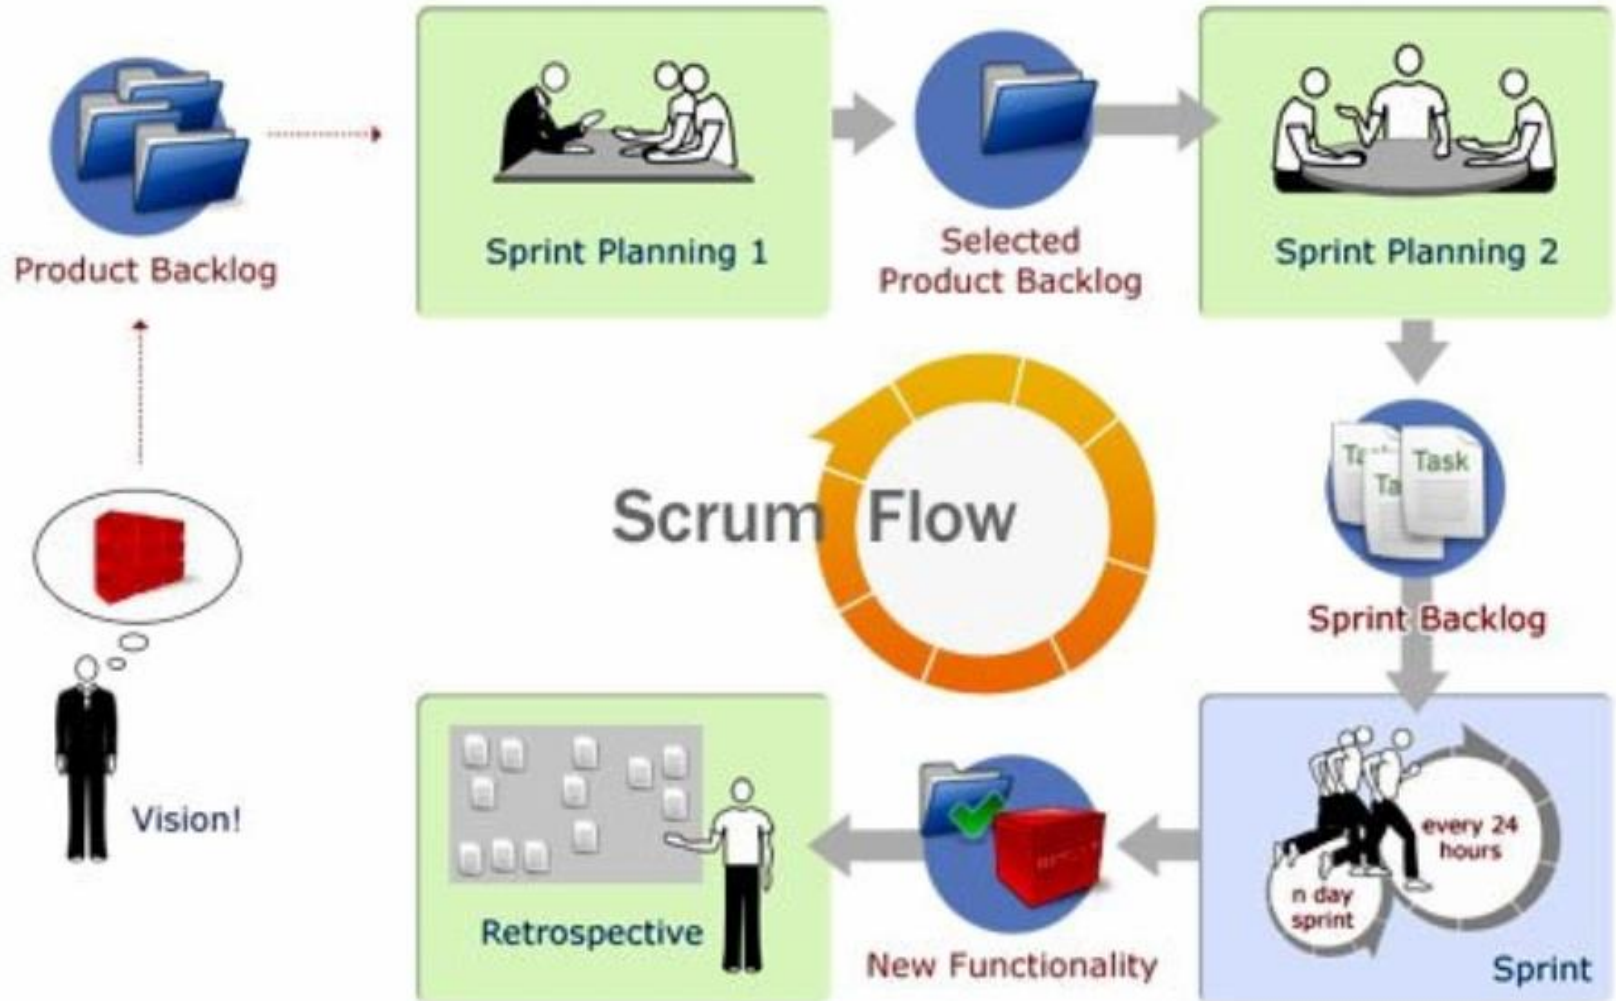 Product Backlog
Sprint Planning 1
Selected
Product Backlog
Sprint Planning 2
Scrum Flow
Task
Sprint Backlog
Vision!
Retrospective
New Functionality
every 24
hours
n day
sprint
Sprint